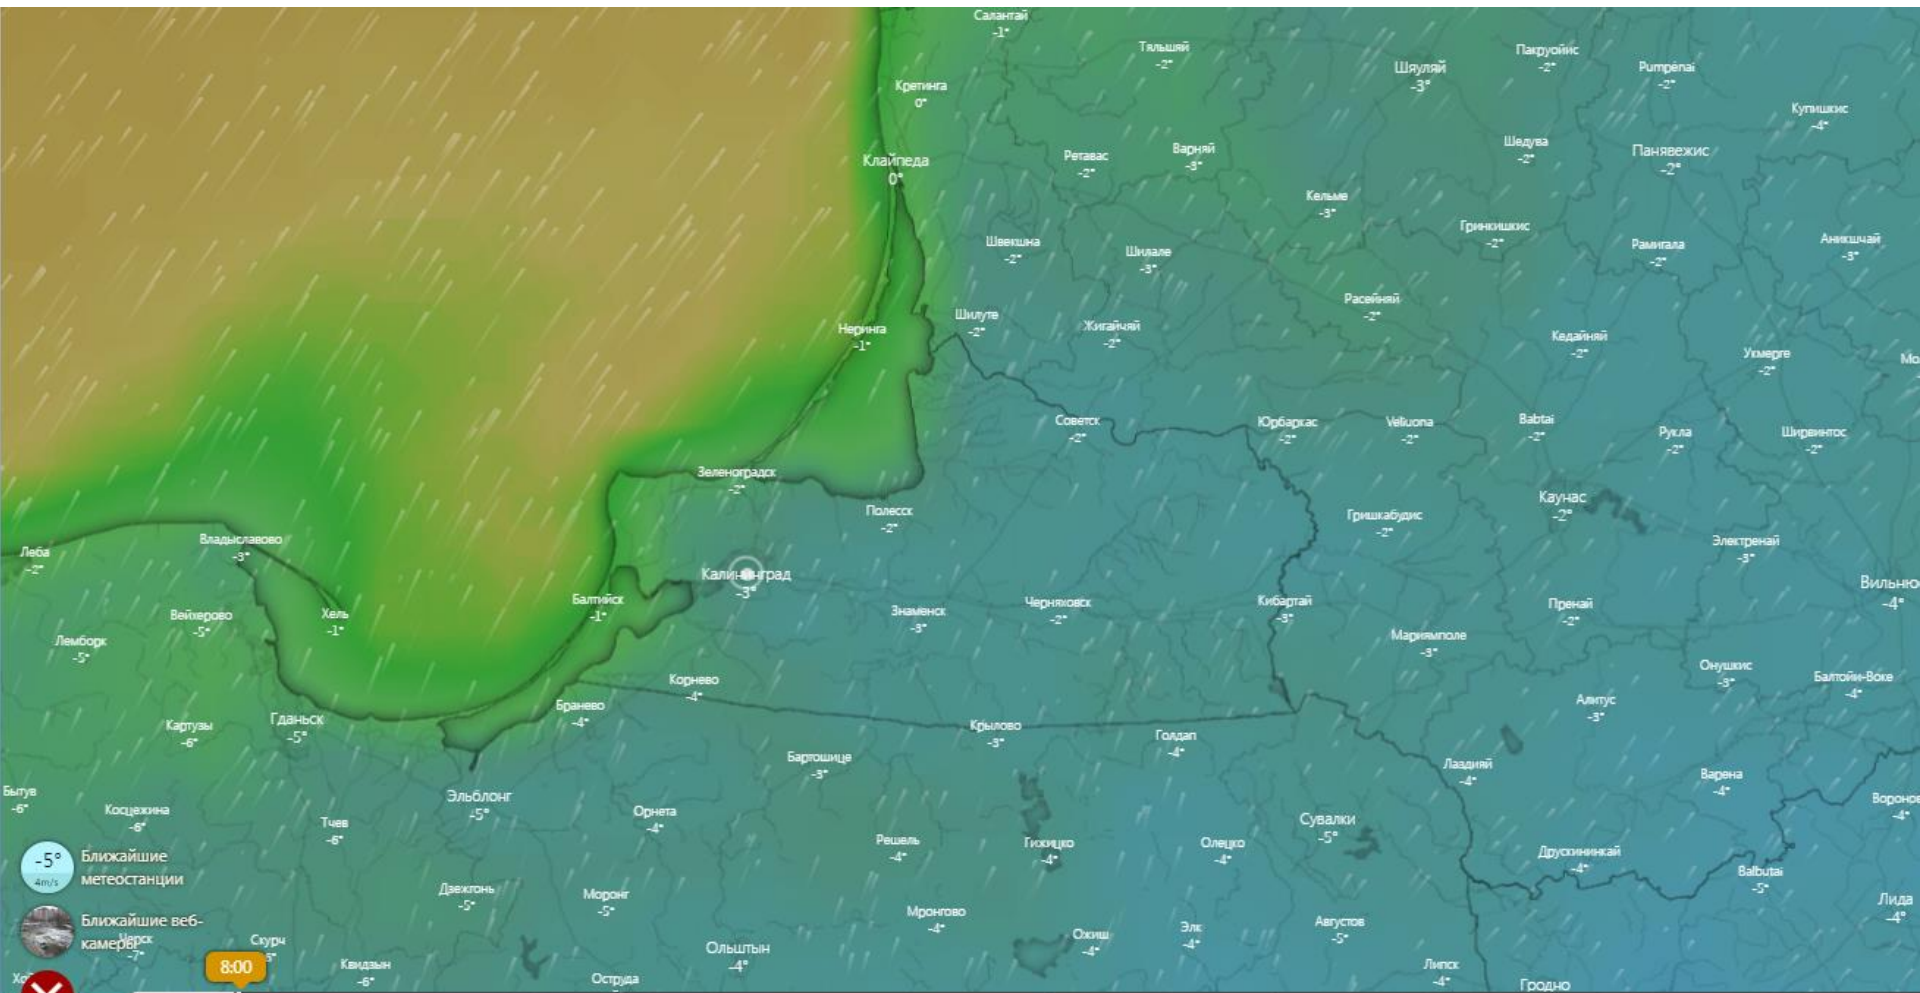 Салантай
-1°
Тяльшяй
-2°
Пакруойис
-2°
Шяуляй
-3°
Pumpėnai
-2°
Кретинга
0°
Купишкис
-4°
Клайпеда
0°
Ретавас
-2°
Варняй
-3°
Шедува
-2°
Панявежис
-2°
Кельме
-3°
Гринкишкис
-2°
Швекшна
-2°
Шилале
-3°
Рамигала
-2°
Аникшчай
-3°
Расейняй
-2°
Неринга
-1°
Шилуте
-2°
Жигайчяй
-2°
Кедайняй
-2°
Укмерге
-2°
Мо
Советск
-2°
Юрбаркас
-2°
Veliuona
-2°
Babtai
-2°
Рукла
-2°
Ширвинтос
-2°
Зеленоградск
-2°
Полесск
-2°
Гришкабудис
-2°
Каунас
-2°
Владыславово
-3°
Леба
-2°
Электренай
-3°
Калининград
-3°
Вильню
-4°
Вейхерово
-5°
Хель
-1°
Балтийск
-1°
Знаменск
-3°
Черняховск
-2°
Кибартай
-3°
Пренай
-2°
Лемборк
-5°
Мариямполе
-3°
Корнево
-4°
Онушкис
-3°
Балтойи-Воке
-4°
Картузы
-6°
Гданьск
-5°
Бранево
-4°
Крылово
-3°
Голдап
-4°
Алитус
-3°
Бартошице
-3°
Лаздияй
-4°
Варена
-4°
Бытув
-6°
Косцежина
-6°
Тчев
-6°
Эльблонг
-5°
Орнета
-4°
Решель
-4°
Гижицко
-4°
Олецко
-4°
Сувалки
-5°
Воронов
-4°
Друскининкай
-4°
Balbutai
-5°
-5°
4m/s
Ближайшие
метеостанции
Дзежгонь
-5°
Моронг
-5°
Мронгово
-4°
Ожиш
-4°
Элк
-4°
Августов
-5°
Лида
-4°
Ближайшие веб-
камеры
-7°
Скурч
8:00
Квидзын
-6°
Ольштын
-4°
Оструда
Липск
-4°
Гродно